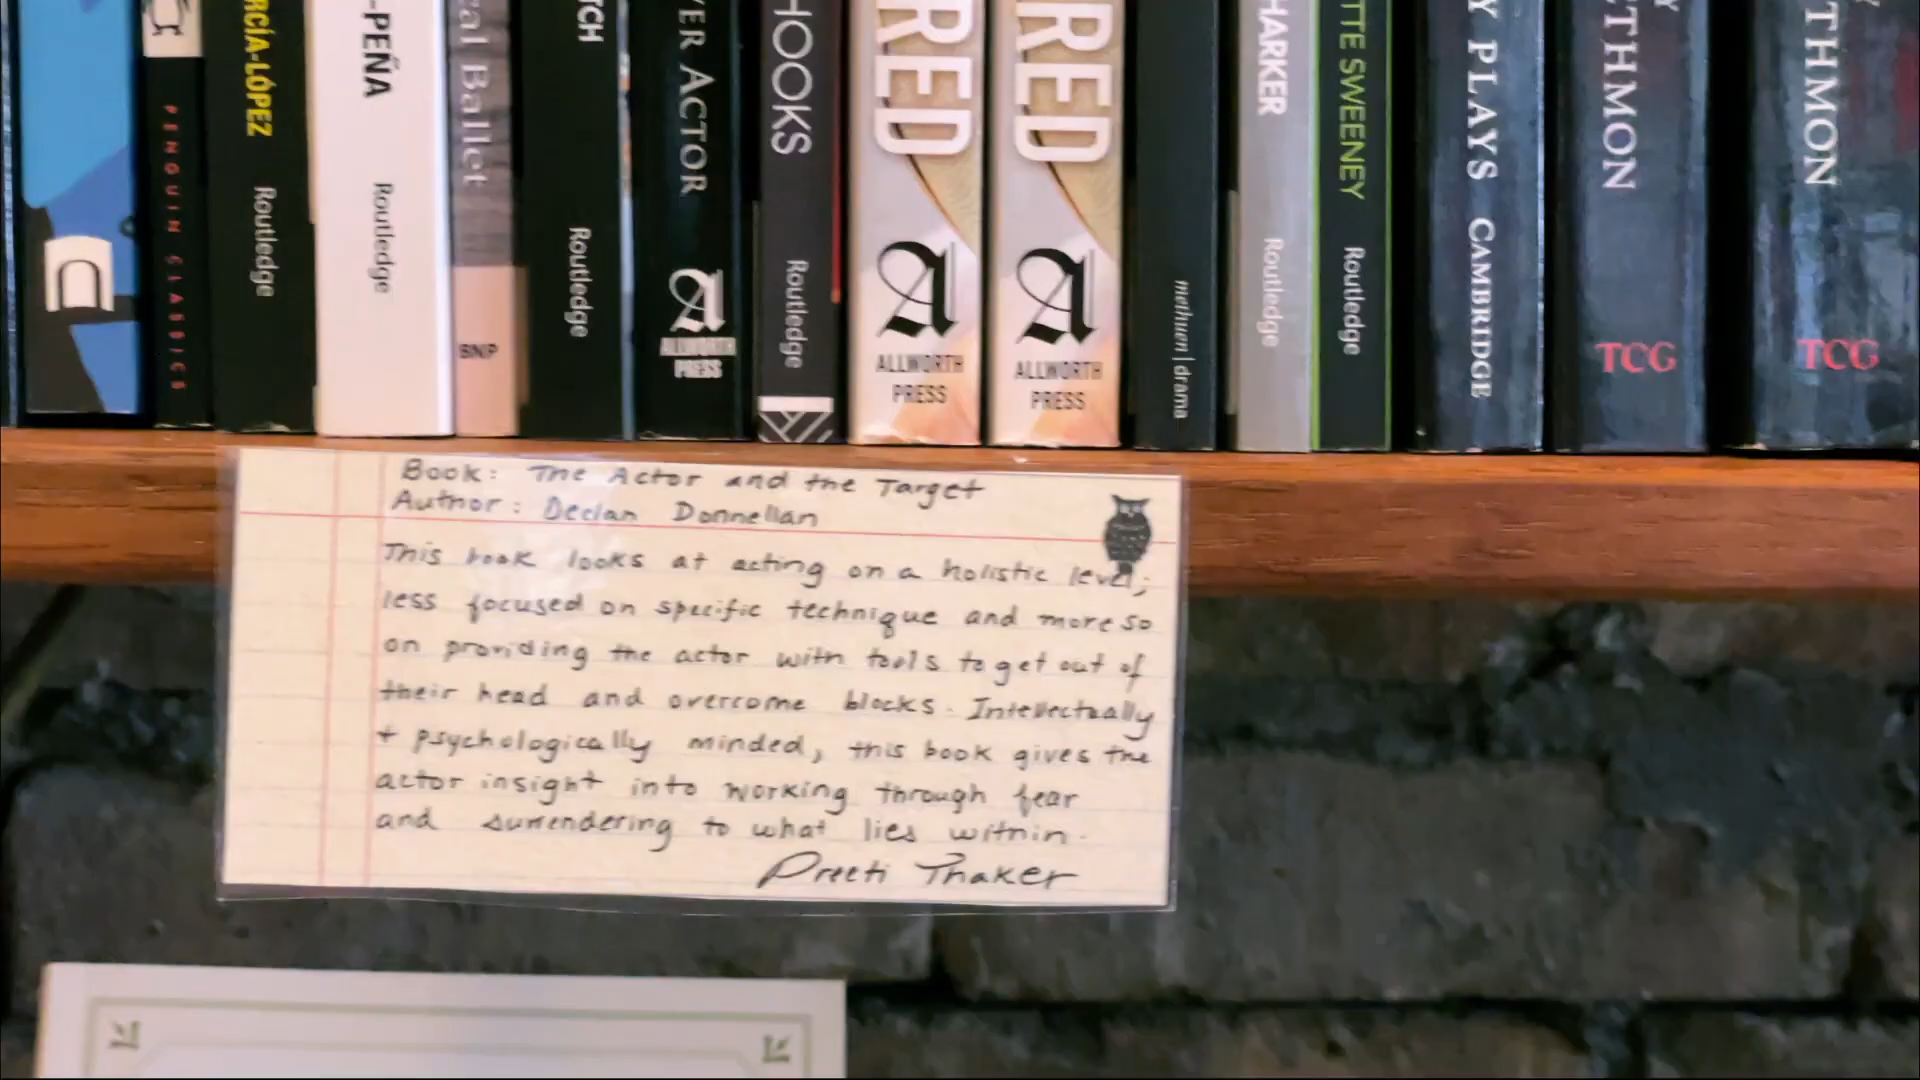 PENGUIN CLASSICS
RCÍA-LÓPEZ
Routledge
-PEÑA
Routledge
al Ballet
BNP
TCH
Routledge
ER ACTOR
ALLWORTH
PRESS
HOOKS
Routledge
RED
A
ALLWORTH
PRESS
RED
A
ALLWORTH
PRESS
methuen | drama
HARKER
Routledge
TTE SWEENEY
Routledge
Y PLAYS CAMBRIDGE
Y
THMON
TCG
Y
THMON
TCG
Book: The Actor and the Target
Author: Declan Donnellan
This book looks at acting on a holistic level;
less focused on specific technique and more so
on providing the actor with tools to get out of
their head and overcome blocks. Intellectually
+ psychologically minded, this book gives the
actor insight into working through fear
and surrendering to what lies within.
Preeti Thaker